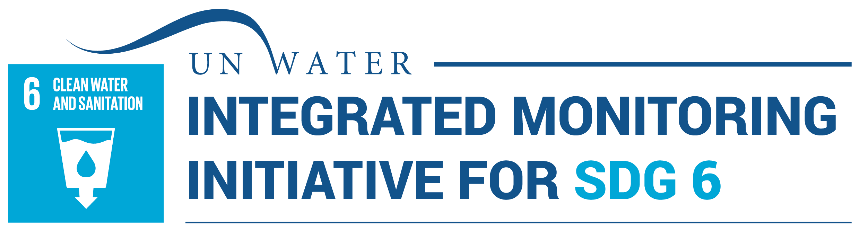 UN WATER
6 CLEAN WATER
AND SANITATION
INTEGRATED MONITORING
INITIATIVE FOR SDG 6